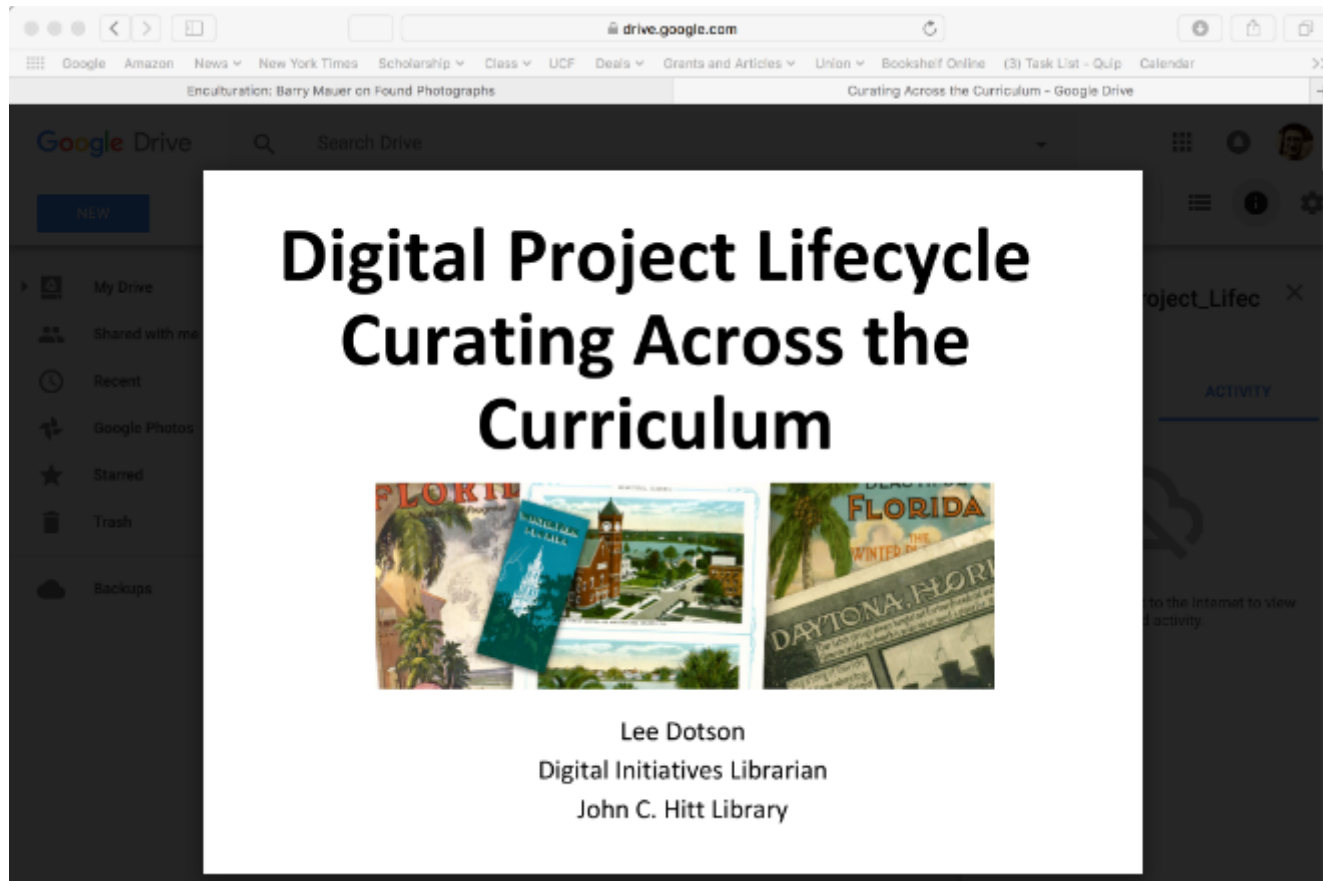 drive.google.com
Google Amazon News New York Times Scholarship Class UCF Deals Grants and Articles Union Bookshelf Online (3) Task List - Quip Calendar
Enculturation: Barry Mauer on Found Photographs
Curating Across the Curriculum - Google Drive
Google Drive
Search Drive
NEW
My Drive
Shared with me
Recent
Google Photos
Starred
Trash
Backups
oject_Lifec
ACTIVITY
to the internet to view
d activity.
Digital Project Lifecycle
Curating Across the
Curriculum
FLORI
FLORIDA
THE
WINTER
DAYTONA, FLORI
Lee Dotson
Digital Initiatives Librarian
John C. Hitt Library